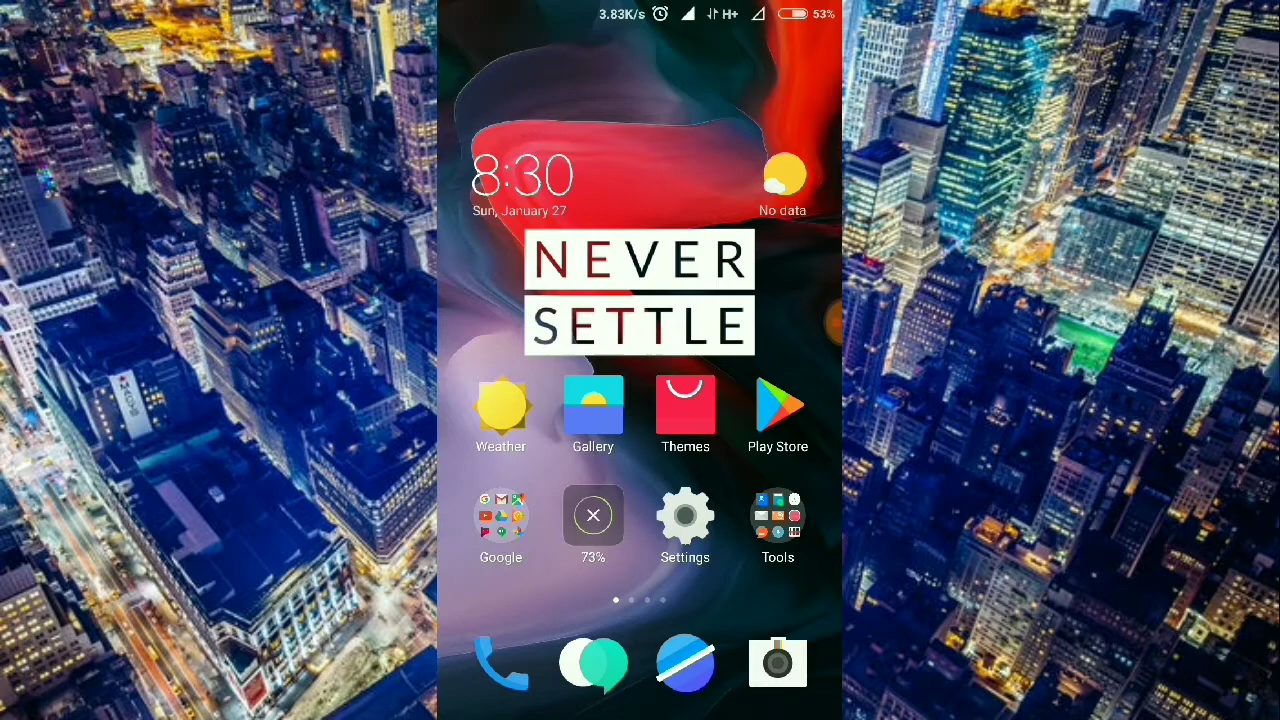 3.83K/s H+ 53%
8:30
Sun, January 27
No data
NEVER
SETTLE
Weather Gallery Themes Play Store
Google 73% Settings Tools